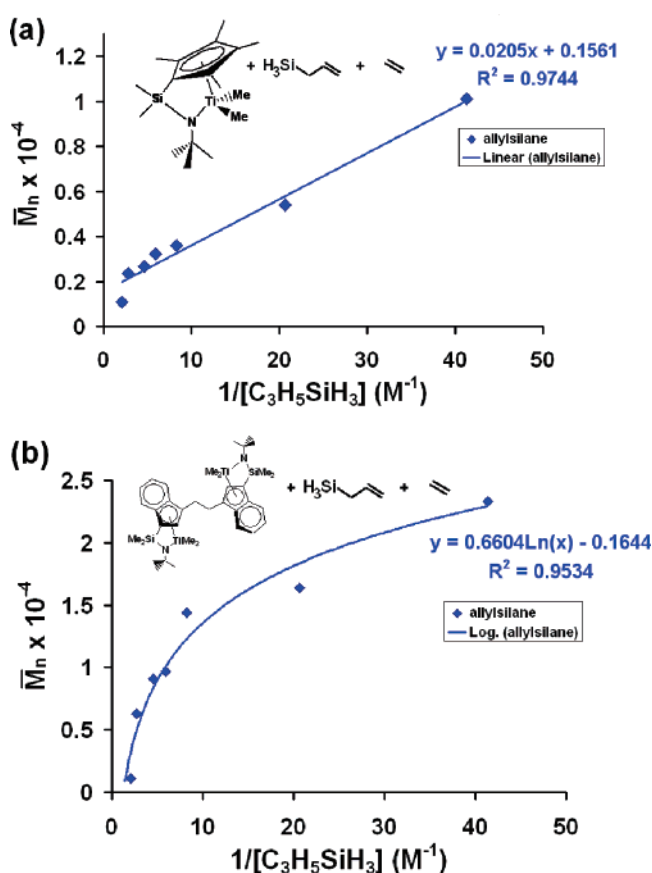 (a)
+ H₃Si + 
y = 0.0205x + 0.1561
R² = 0.9744
Si
Ti
Me
Me
N
allylsilane
Linear (allylsilane)
M̅ₙ x 10⁻⁴
1.2
1
0.8
0.6
0.4
0.2
0
0 10 20 30 40 50
1/[C₃H₅SiH₃] (M⁻¹)
(b)
N
Me₂Ti SiMe₂
+ H₃Si +
Me₂Si TiMe₂
N
y = 0.6604Ln(x) - 0.1644
R² = 0.9534
allylsilane
Log. (allylsilane)
M̅ₙ x 10⁻⁴
2.5
2
1.5
1
0.5
0
0 10 20 30 40 50
1/[C₃H₅SiH₃] (M⁻¹)